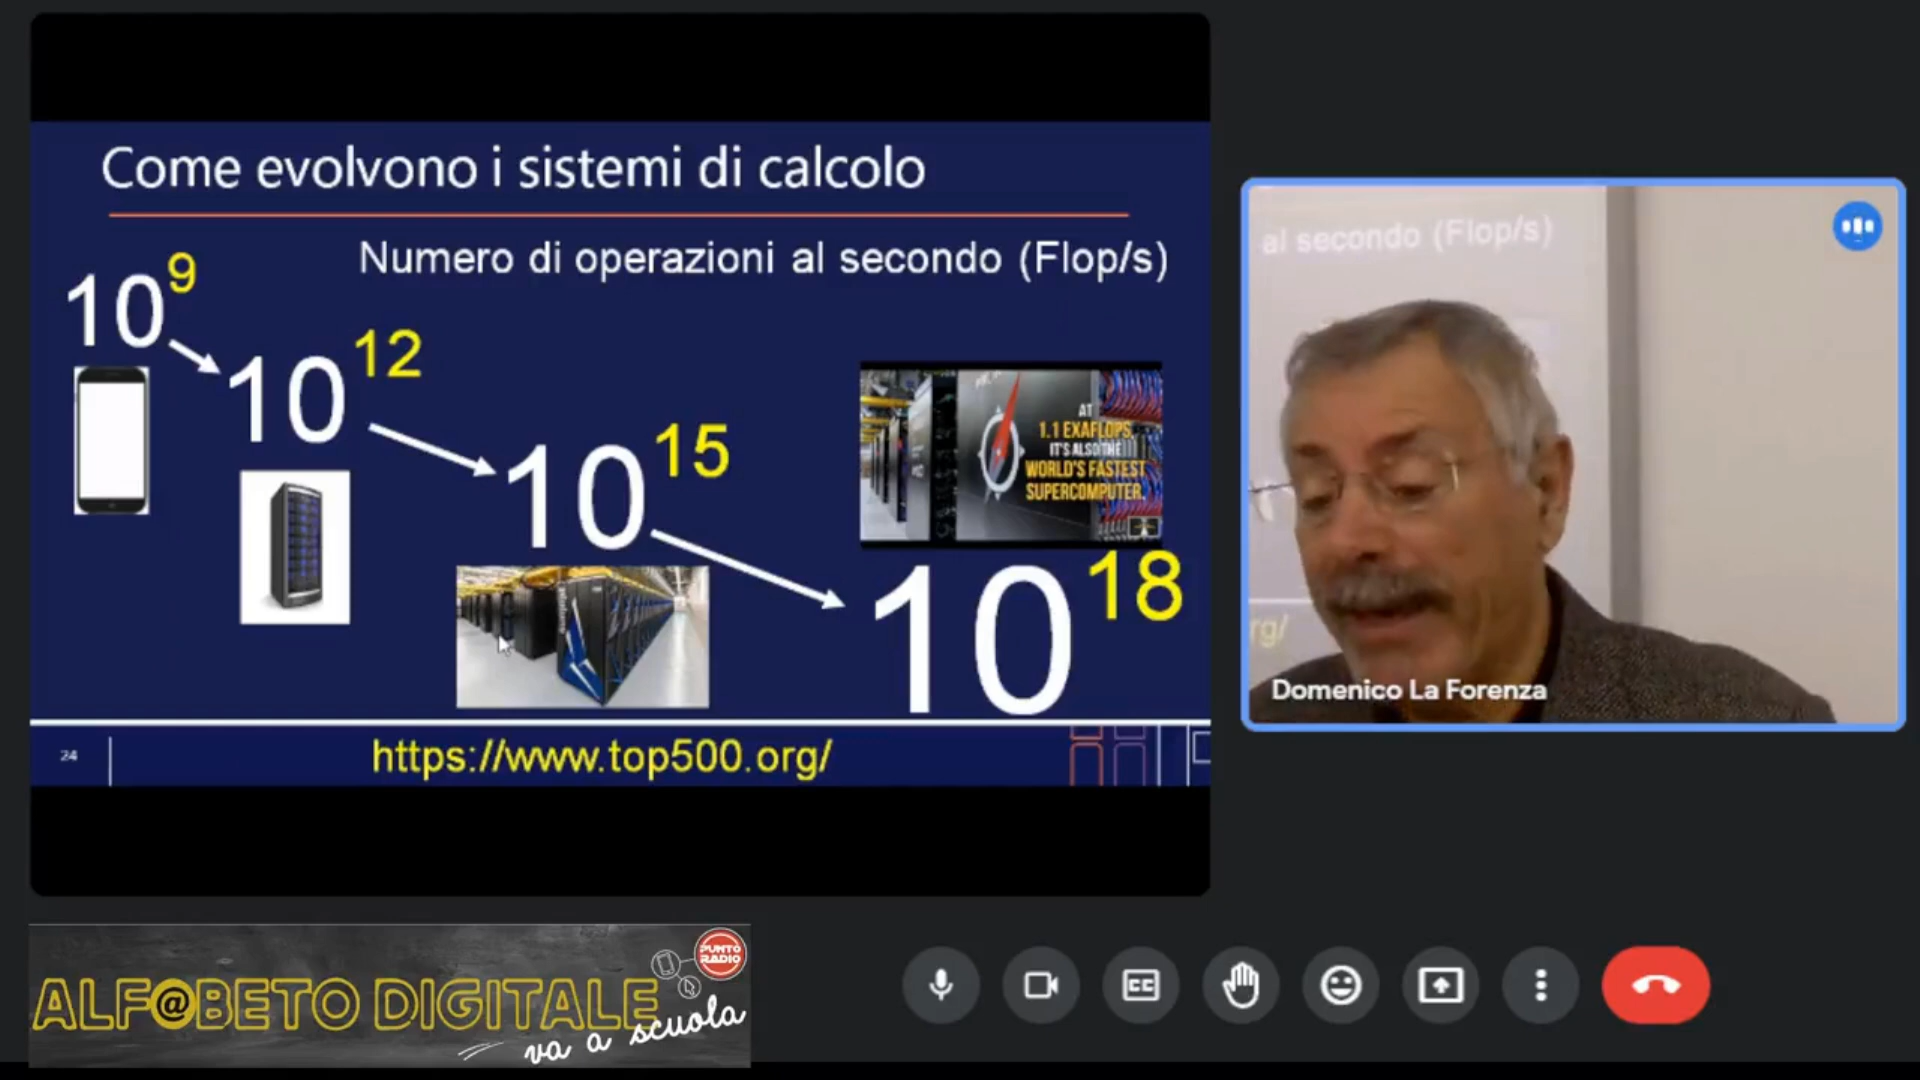 Come evolvono i sistemi di calcolo
Numero di operazioni al secondo (Flop/s)
10^9
10^12
10^15
10^18
AT
1.1 EXAFLOPS,
IT'S ALSO THE
WORLD'S FASTEST
SUPERCOMPUTER.
24
https://www.top500.org/
al secondo (Flop/s)
rg/
Domenico La Forenza
PUNTO
RADIO
ALF@BETO DIGITALE
va a scuola
CC